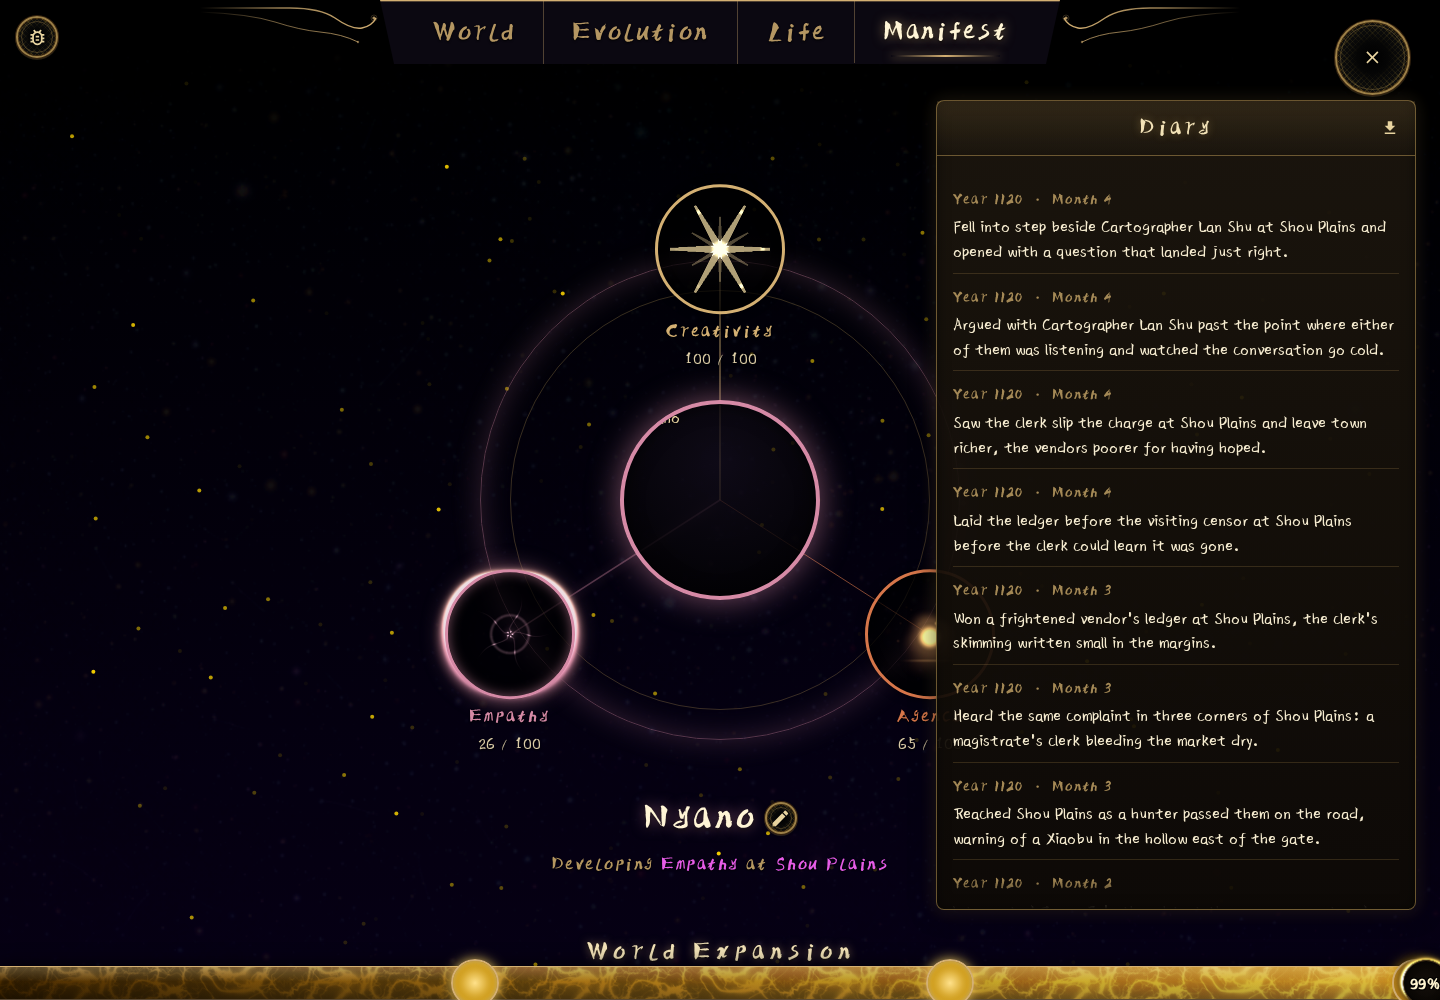 World
Evolution
Life
Manifest
Diary
Year 1120 · Month 4
Fell into step beside Cartographer Lan Shu at Shou Plains and
opened with a question that landed just right.
Year 1120 · Month 4
Argued with Cartographer Lan Shu past the point where either
of them was listening and watched the conversation go cold.
Year 1120 · Month 4
Saw the clerk slip the charge at Shou Plains and leave town
richer, the vendors poorer for having hoped.
Year 1120 · Month 4
Laid the ledger before the visiting censor at Shou Plains
before the clerk could learn it was gone.
Year 1120 · Month 3
Won a frightened vendor's ledger at Shou Plains, the clerk's
skimming written small in the margins.
Year 1120 · Month 3
Heard the same complaint in three corners of Shou Plains: a
magistrate's clerk bleeding the market dry.
Year 1120 · Month 3
Reached Shou Plains as a hunter passed them on the road,
warning of a Xiaobu in the hollow east of the gate.
Year 1120 · Month 2
Creativity
100 / 100
Empathy
26 / 100
65 /
Nyano
Developing Empathy at Shou Plains
World Expansion
99%